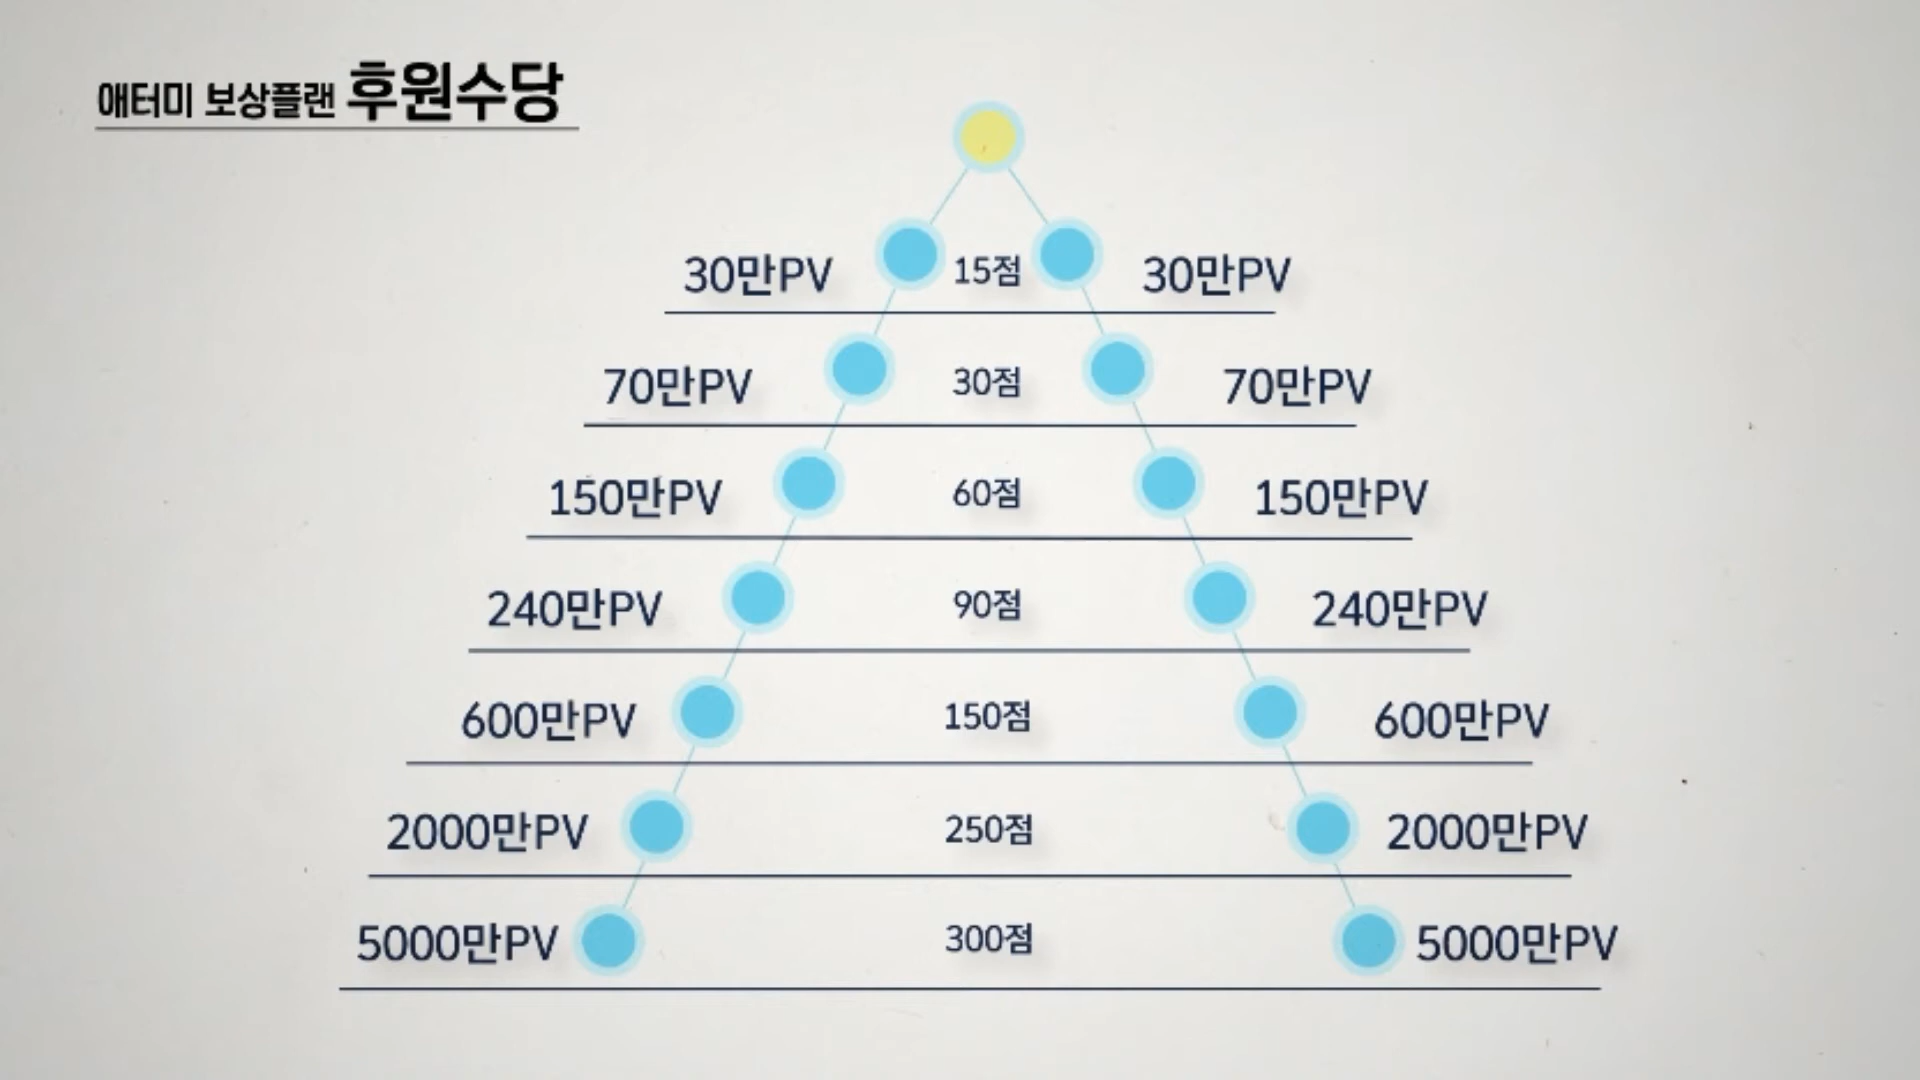 애터미 보상플랜 후원수당
30만PV 15점 30만PV
70만PV 30점 70만PV
150만PV 60점 150만PV
240만PV 90점 240만PV
600만PV 150점 600만PV
2000만PV 250점 2000만PV
5000만PV 300점 5000만PV